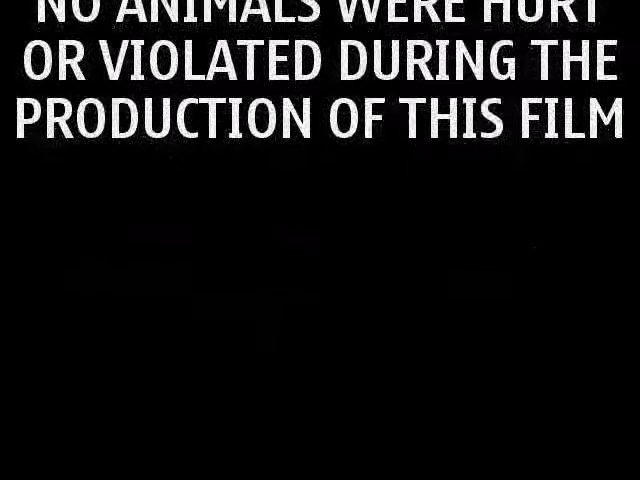 NO ANIMALS WERE HURT
OR VIOLATED DURING THE
PRODUCTION OF THIS FILM